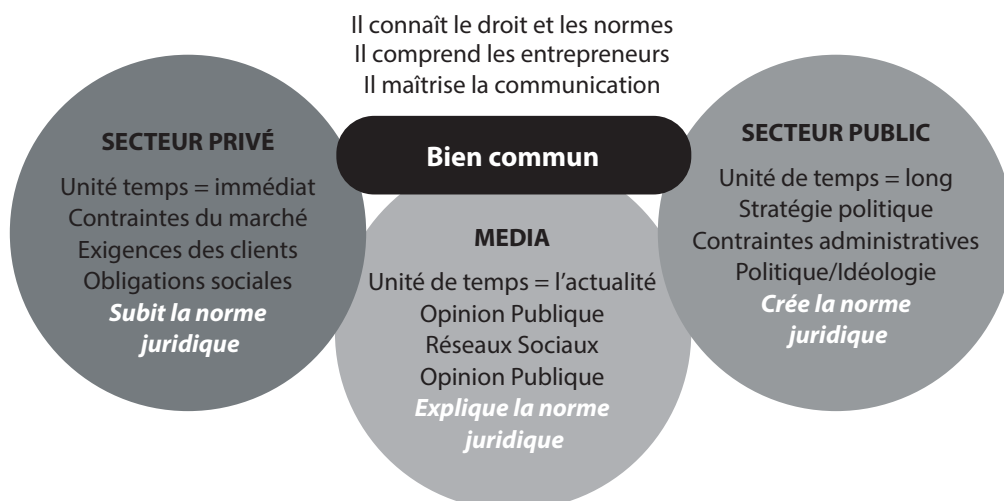 Il connaît le droit et les normes
Il comprend les entrepreneurs
Il maîtrise la communication
Bien commun
SECTEUR PRIVÉ
Unité temps = immédiat
Contraintes du marché
Exigences des clients
Obligations sociales
Subit la norme
juridique
MEDIA
Unité de temps = l’actualité
Opinion Publique
Réseaux Sociaux
Opinion Publique
Explique la norme
juridique
SECTEUR PUBLIC
Unité de temps = long
Stratégie politique
Contraintes administratives
Politique/Idéologie
Crée la norme
juridique